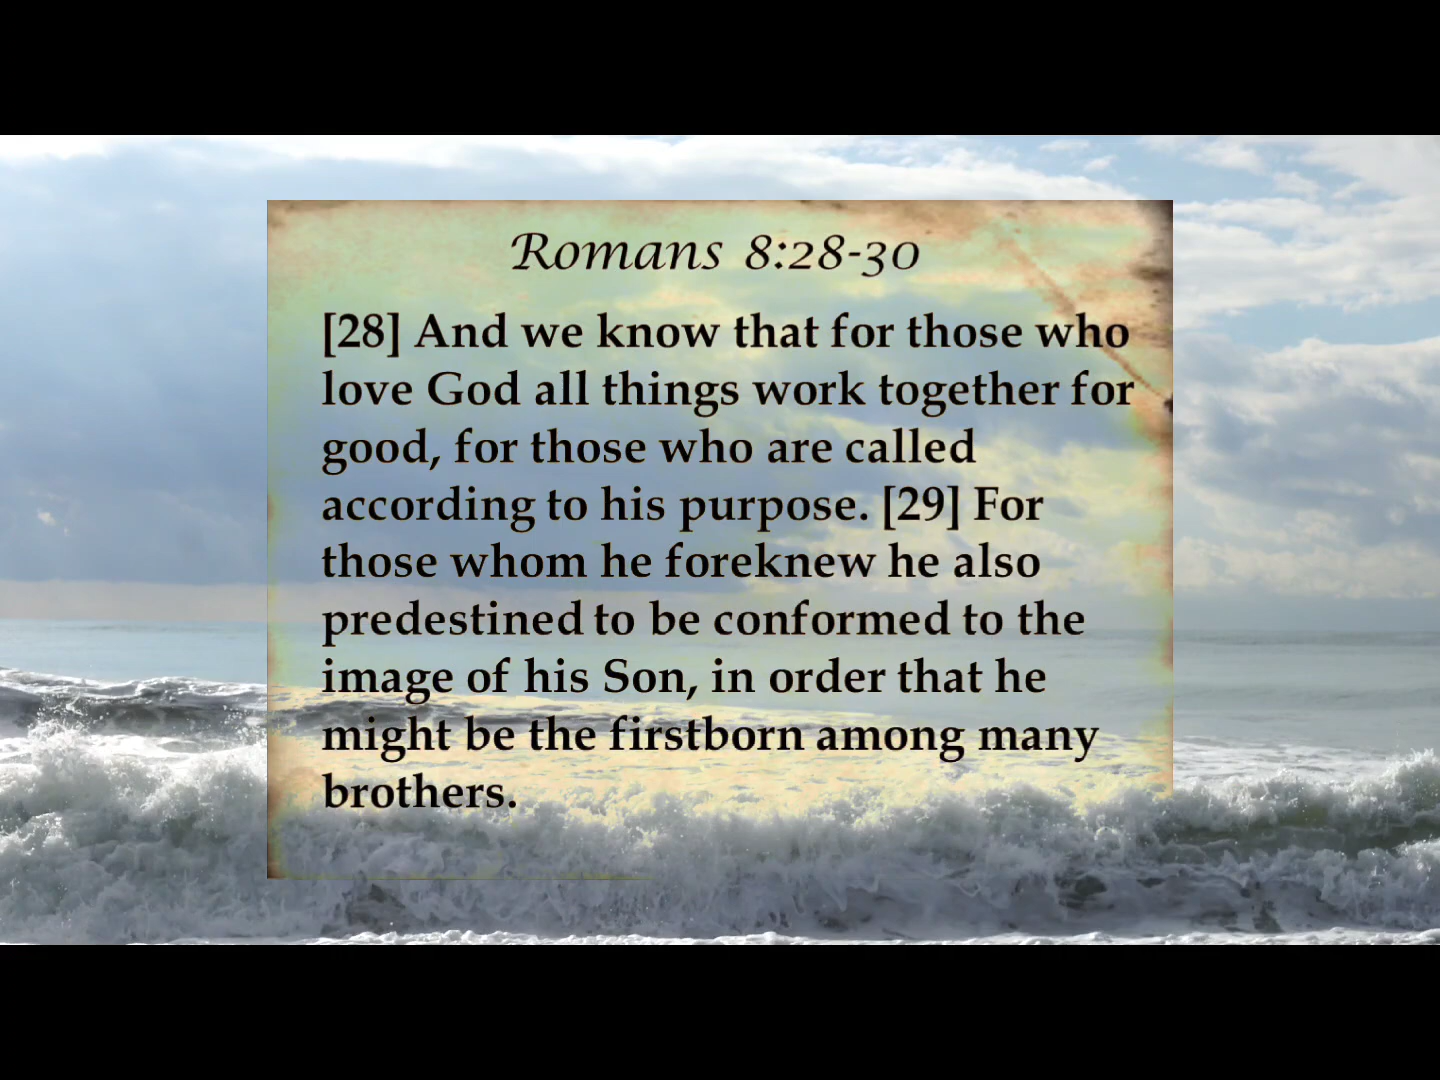 Romans 8:28-30
[28] And we know that for those who
love God all things work together for
good, for those who are called
according to his purpose. [29] For
those whom he foreknew he also
predestined to be conformed to the
image of his Son, in order that he
might be the firstborn among many
brothers.